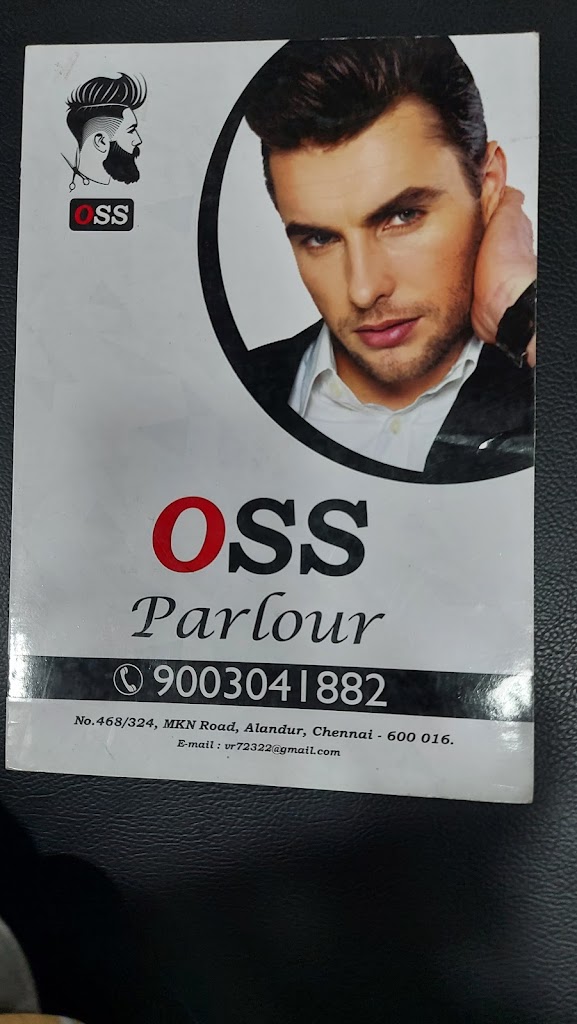 OSS
OSS
Parlour
9003041882
No.468/324, MKN Road, Alandur, Chennai - 600 016.
E-mail : vr72322@gmail.com